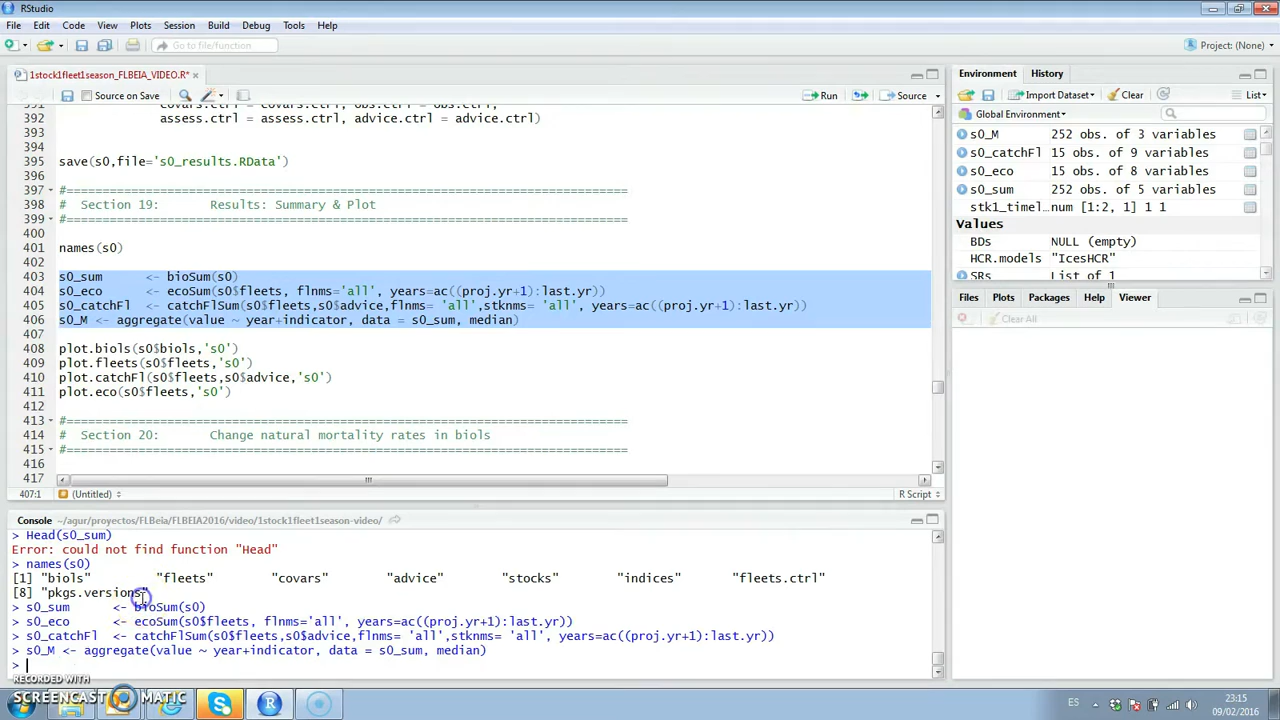 RStudio
File Edit Code View Plots Session Build Debug Tools Help
Go to file/function
Project: (None)
1stock1fleet1season_FLBEIA_VIDEO.R*
Source on Save
Run
Source
391 covars.ctrl = covars.ctrl, obs.ctrl = obs.ctrl,
392 assess.ctrl = assess.ctrl, advice.ctrl = advice.ctrl)
393
394
395 save(s0,file='s0_results.RData')
396
397 #===============================================================================
398 # Section 19: Results: Summary & Plot
399 #===============================================================================
400
401 names(s0)
402
403 s0_sum <- bioSum(s0)
404 s0_eco <- ecoSum(s0$fleets, flnms='all', years=ac((proj.yr+1):last.yr))
405 s0_catchFl <- catchFlSum(s0$fleets,s0$advice,flnms= 'all',stknms= 'all', years=ac((proj.yr+1):last.yr))
406 s0_M <- aggregate(value ~ year+indicator, data = s0_sum, median)
407
408 plot.biols(s0$biols,'s0')
409 plot.fleets(s0$fleets,'s0')
410 plot.catchFl(s0$fleets,s0$advice,'s0')
411 plot.eco(s0$fleets,'s0')
412
413 #===============================================================================
414 # Section 20: Change natural mortality rates in biols
415 #===============================================================================
416
417
407:1 (Untitled) R Script
Console ~/agur/proyectos/FLBeia/FLBEIA2016/video/1stock1fleet1season-video/
> Head(s0_sum)
Error: could not find function "Head"
> names(s0)
[1] "biols" "fleets" "covars" "advice" "stocks" "indices" "fleets.ctrl"
[8] "pkgs.versions"
> s0_sum <- bioSum(s0)
> s0_eco <- ecoSum(s0$fleets, flnms='all', years=ac((proj.yr+1):last.yr))
> s0_catchFl <- catchFlSum(s0$fleets,s0$advice,flnms= 'all',stknms= 'all', years=ac((proj.yr+1):last.yr))
> s0_M <- aggregate(value ~ year+indicator, data = s0_sum, median)
>
Environment History
Import Dataset Clear List
Global Environment
s0_M 252 obs. of 3 variables
s0_catchFl 15 obs. of 9 variables
s0_eco 15 obs. of 8 variables
s0_sum 252 obs. of 5 variables
stk1_timel… num [1:2, 1] 1 1
Values
BDs NULL (empty)
HCR.models "IcesHCR"
SRs List of 1
Files Plots Packages Help Viewer
Clear All
RECORDED WITH
SCREENCAST MATIC
ES
23:15
09/02/2016